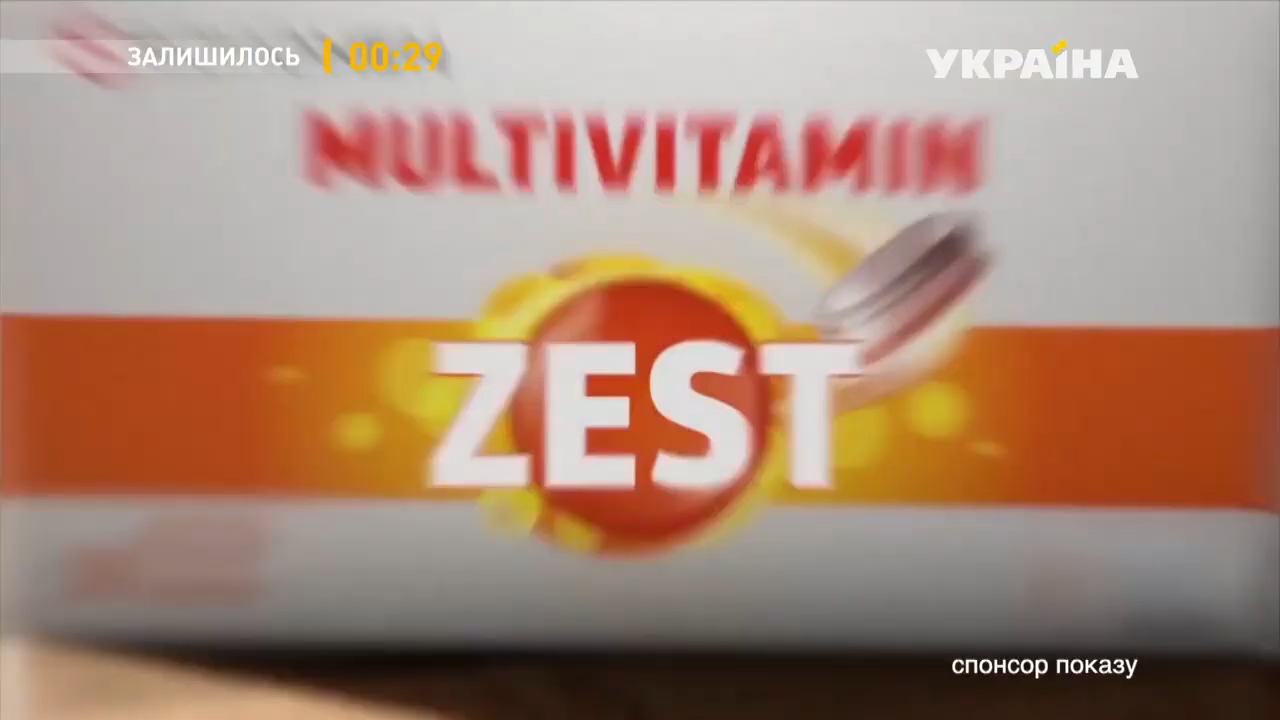 ЗАЛИШИЛОСЬ 00:29
УКРАЇНА
MULTIVITAMIN
ZEST
спонсор показу